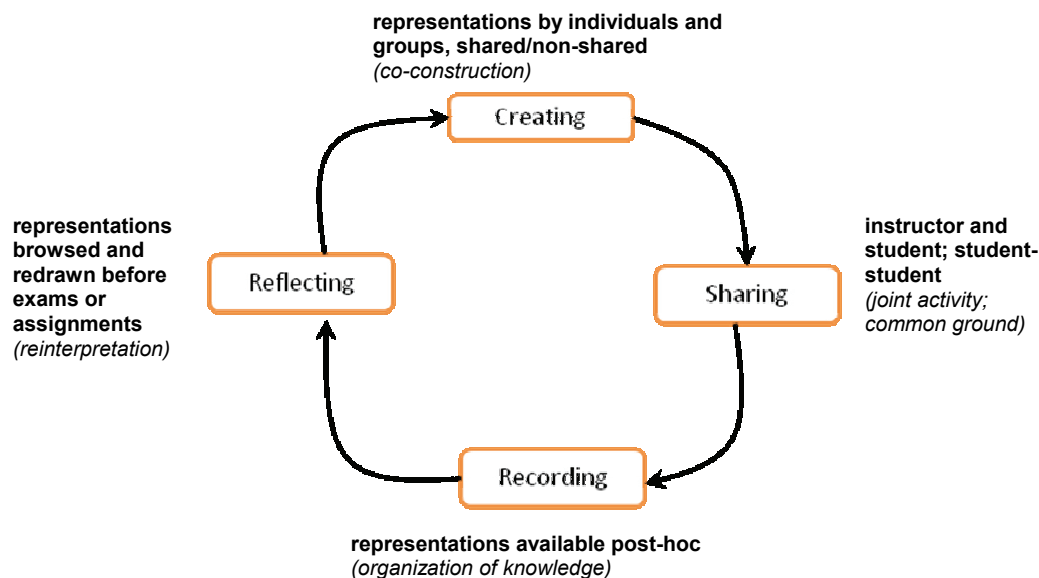 representations by individuals and
groups, shared/non-shared
(co-construction)
Creating
representations
browsed and
redrawn before
exams or
assignments
(reinterpretation)
Reflecting
Sharing
instructor and
student; student-
student
(joint activity;
common ground)
Recording
representations available post-hoc
(organization of knowledge)